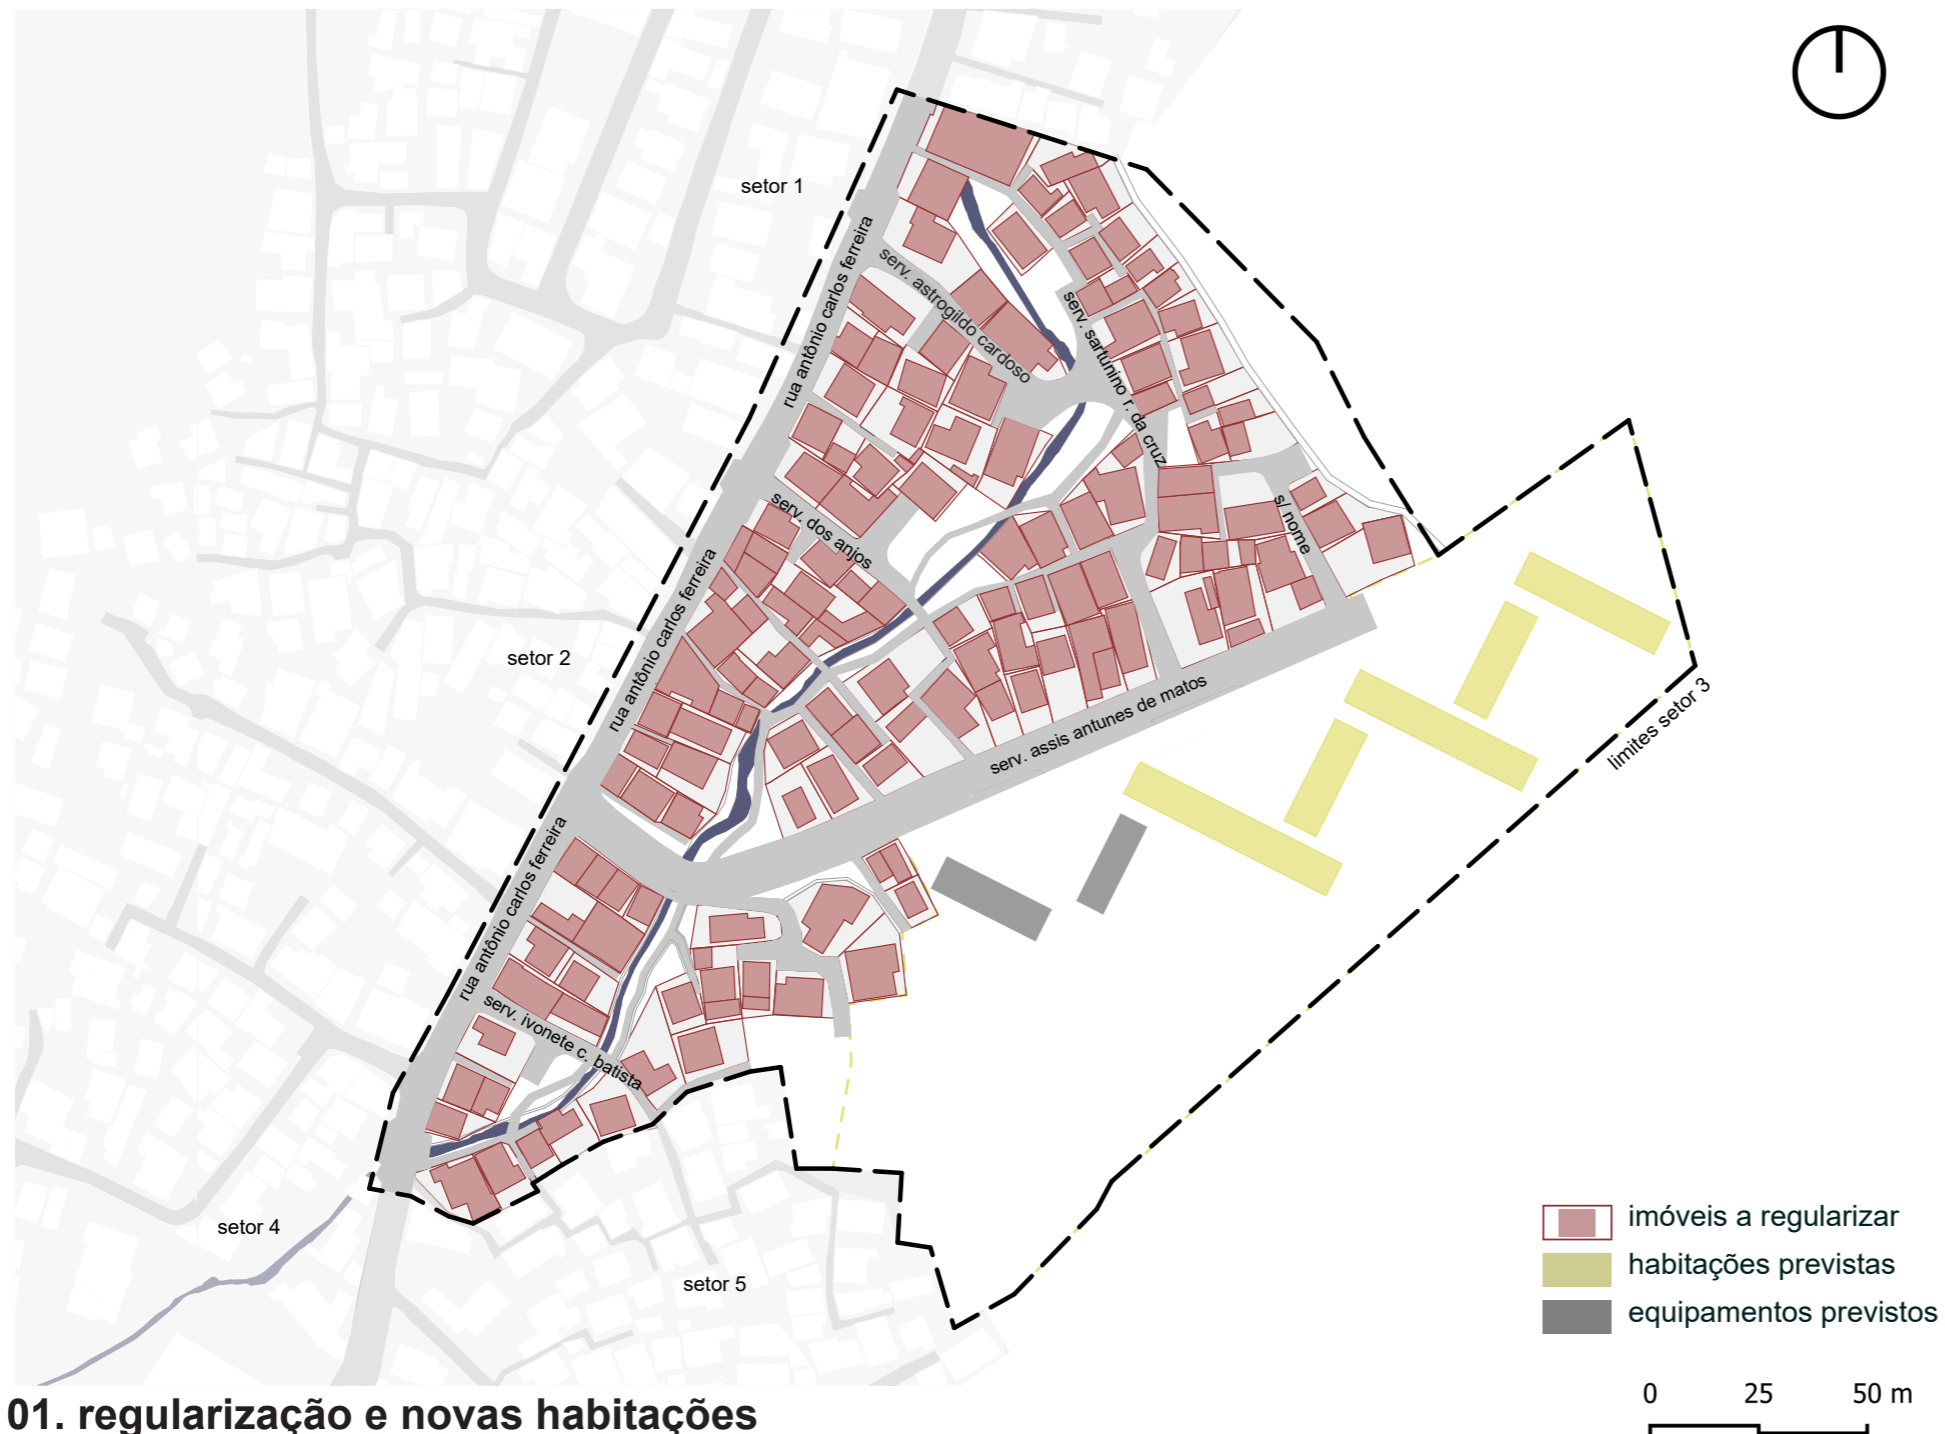 setor 1
rua antônio carlos ferreira
serv. astrogildo cardoso
serv. sartunino r. da cruz
s/ nome
serv. dos anjos
rua antônio carlos ferreira
setor 2
serv. assis antunes de matos
limites setor 3
rua antônio carlos ferreira
serv. ivonete c. batista
setor 4
setor 5
imóveis a regularizar
habitações previstas
equipamentos previstos
0 25 50 m
01. regularização e novas habitações